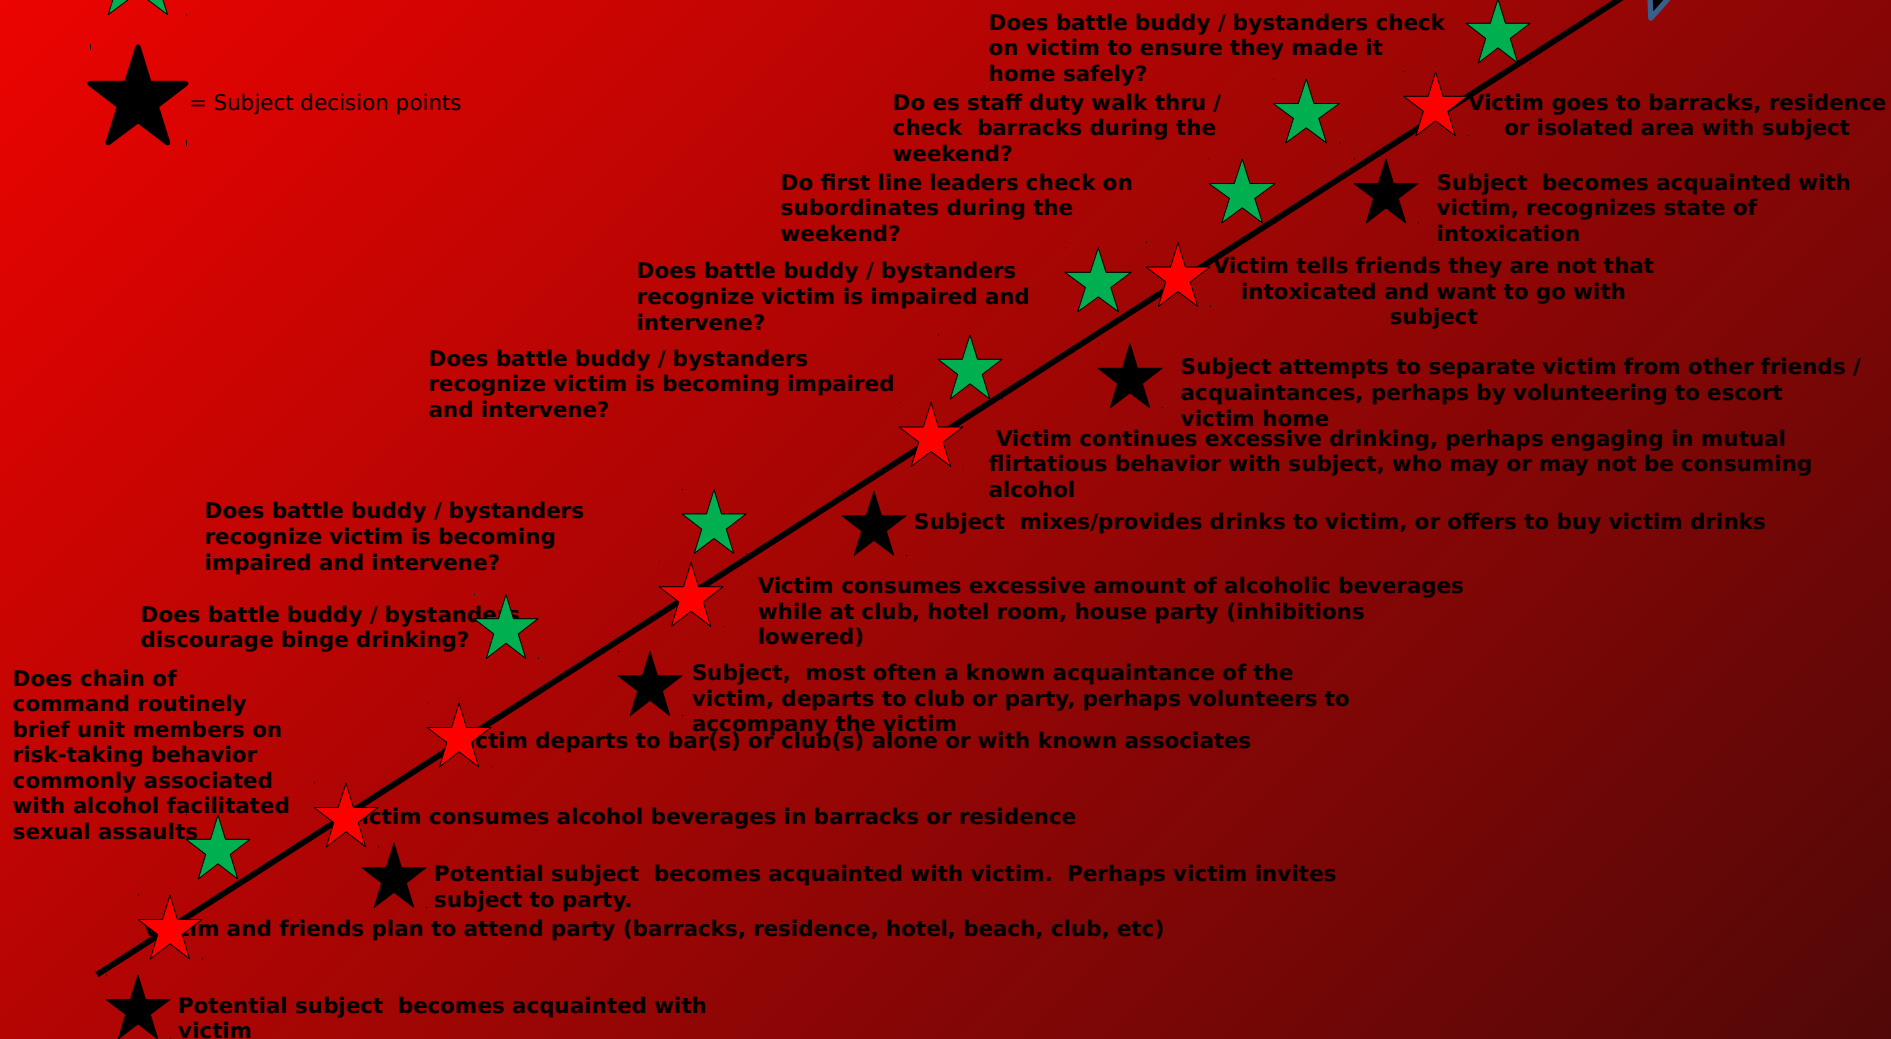 = Subject decision points
Does battle buddy / bystanders check
on victim to ensure they made it
home safely?
Do es staff duty walk thru /
check  barracks during the
weekend?
Victim goes to barracks, residence
or isolated area with subject
Do first line leaders check on
subordinates during the
weekend?
Subject  becomes acquainted with
victim, recognizes state of
intoxication
Does battle buddy / bystanders
recognize victim is impaired and
intervene?
Victim tells friends they are not that
intoxicated and want to go with
subject
Does battle buddy / bystanders
recognize victim is becoming impaired
and intervene?
Subject attempts to separate victim from other friends /
acquaintances, perhaps by volunteering to escort
victim home
Victim continues excessive drinking, perhaps engaging in mutual
flirtatious behavior with subject, who may or may not be consuming
alcohol
Does battle buddy / bystanders
recognize victim is becoming
impaired and intervene?
Subject  mixes/provides drinks to victim, or offers to buy victim drinks
Victim consumes excessive amount of alcoholic beverages
while at club, hotel room, house party (inhibitions
lowered)
Does battle buddy / bystanders
discourage binge drinking?
Subject,  most often a known acquaintance of the
victim, departs to club or party, perhaps volunteers to
accompany the victim
Does chain of
command routinely
brief unit members on
risk-taking behavior
commonly associated
with alcohol facilitated
sexual assaults
ctim departs to bar(s) or club(s) alone or with known associates
ctim consumes alcohol beverages in barracks or residence
Potential subject  becomes acquainted with victim.  Perhaps victim invites
subject to party.
im and friends plan to attend party (barracks, residence, hotel, beach, club, etc)
Potential subject  becomes acquainted with
victim